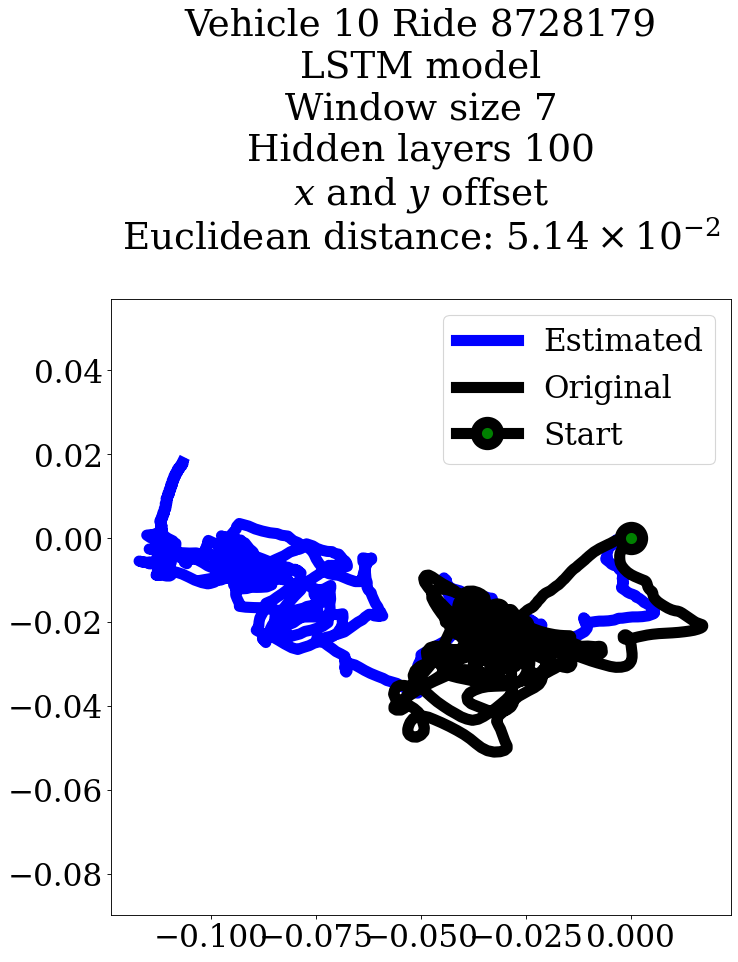 Vehicle 10 Ride 8728179
LSTM model
Window size 7
Hidden layers 100
x and y offset
Euclidean distance: 5.14 × 10⁻²
Estimated
Original
Start
0.04
0.02
0.00
−0.02
−0.04
−0.06
−0.08
−0.100 −0.075 −0.050 −0.025 0.000